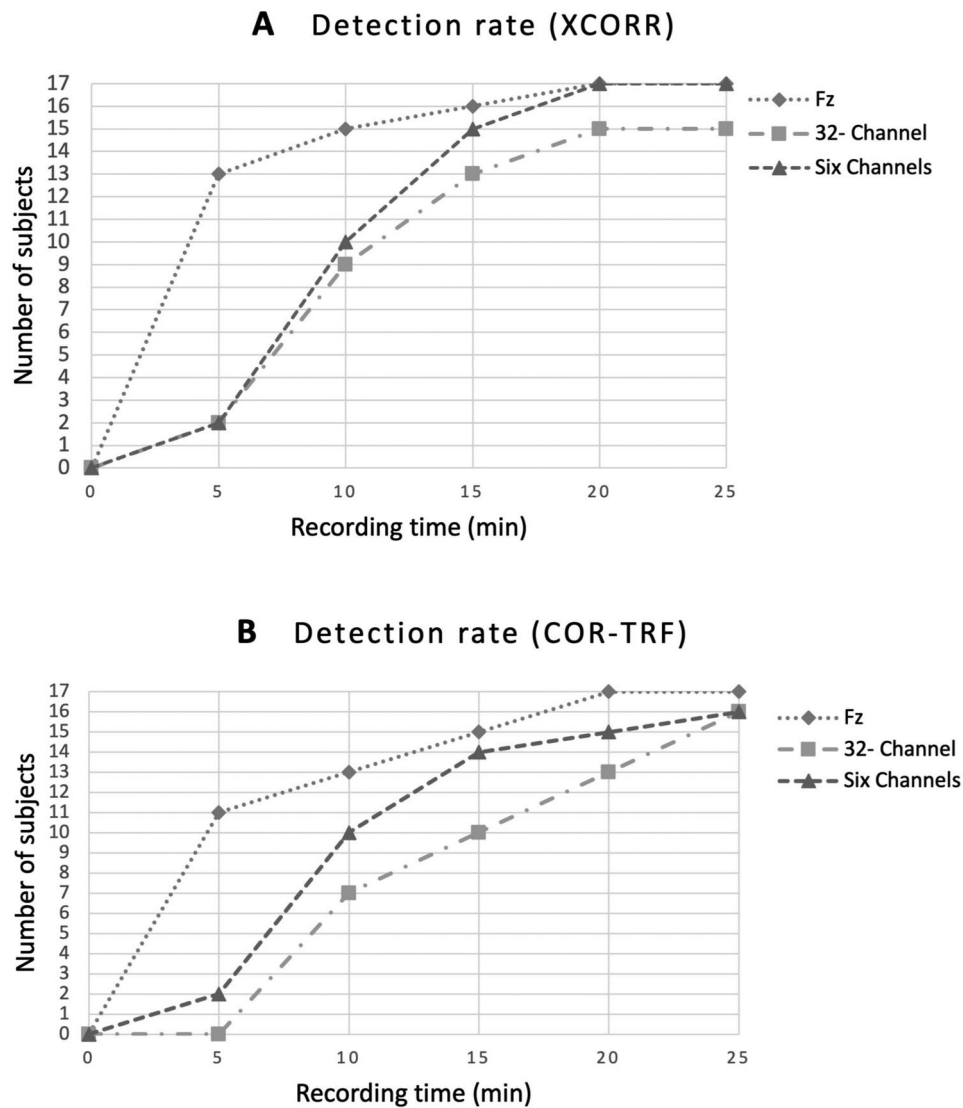 A Detection rate (XCORR)
Number of subjects
17
16
15
14
13
12
11
10
9
8
7
6
5
4
3
2
1
0
0 5 10 15 20 25
Recording time (min)
Fz
32- Channel
Six Channels
B Detection rate (COR-TRF)
Number of subjects
17
16
15
14
13
12
11
10
9
8
7
6
5
4
3
2
1
0
0 5 10 15 20 25
Recording time (min)
Fz
32- Channel
Six Channels